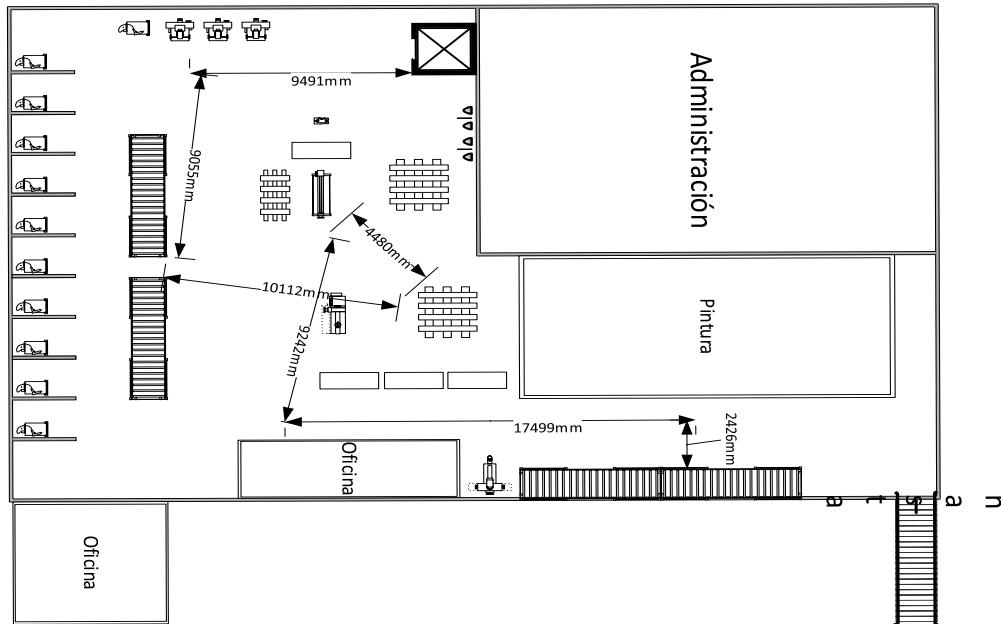 Administración
9491mm
9055mm
4480mm
10112mm
9242mm
Pintura
17499mm
2426mm
Oficina
Oficina